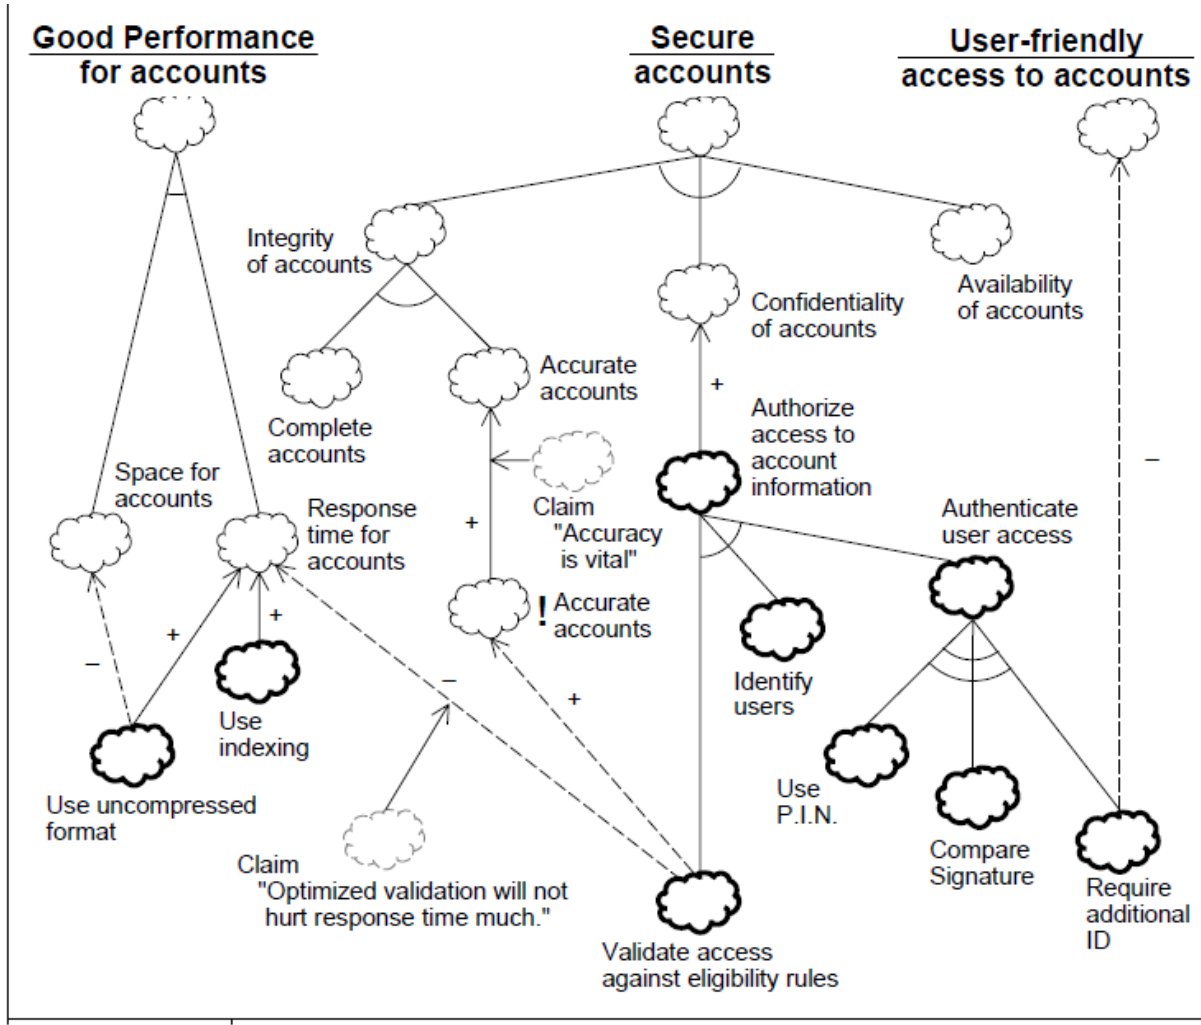 Good Performance
for accounts
Secure
accounts
User-friendly
access to accounts
Integrity
of accounts
Confidentiality
of accounts
Availability
of accounts
Complete
accounts
Accurate
accounts
+
Authorize
access to
account
information
Space for
accounts
Response
time for
accounts
Claim
"Accuracy
is vital"
+
–
Authenticate
user access
! Accurate
accounts
+
+
–
Use
indexing
Use uncompressed
format
–
+
Identify
users
Use
P.I.N.
Compare
Signature
Require
additional
ID
Claim
"Optimized validation will not
hurt response time much."
Validate access
against eligibility rules